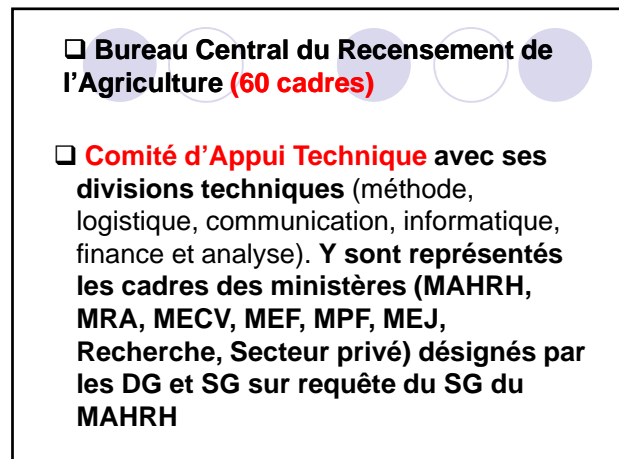 ❑ Bureau Central du Recensement de
l'Agriculture (60 cadres)
❑ Comité d'Appui Technique avec ses
divisions techniques (méthode,
logistique, communication, informatique,
finance et analyse). Y sont représentés
les cadres des ministères (MAHRH,
MRA, MECV, MEF, MPF, MEJ,
Recherche, Secteur privé) désignés par
les DG et SG sur requête du SG du
MAHRH